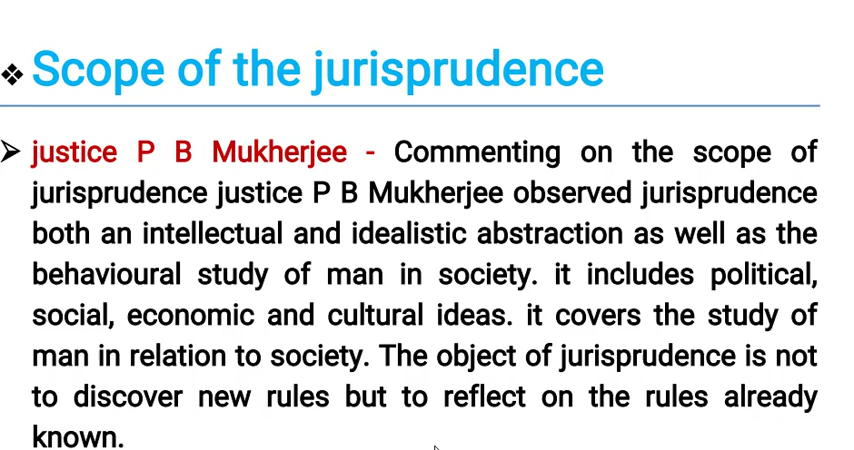 ❖ Scope of the jurisprudence
➢ justice P B Mukherjee - Commenting on the scope of
jurisprudence justice P B Mukherjee observed jurisprudence
both an intellectual and idealistic abstraction as well as the
behavioural study of man in society. it includes political,
social, economic and cultural ideas. it covers the study of
man in relation to society. The object of jurisprudence is not
to discover new rules but to reflect on the rules already
known.